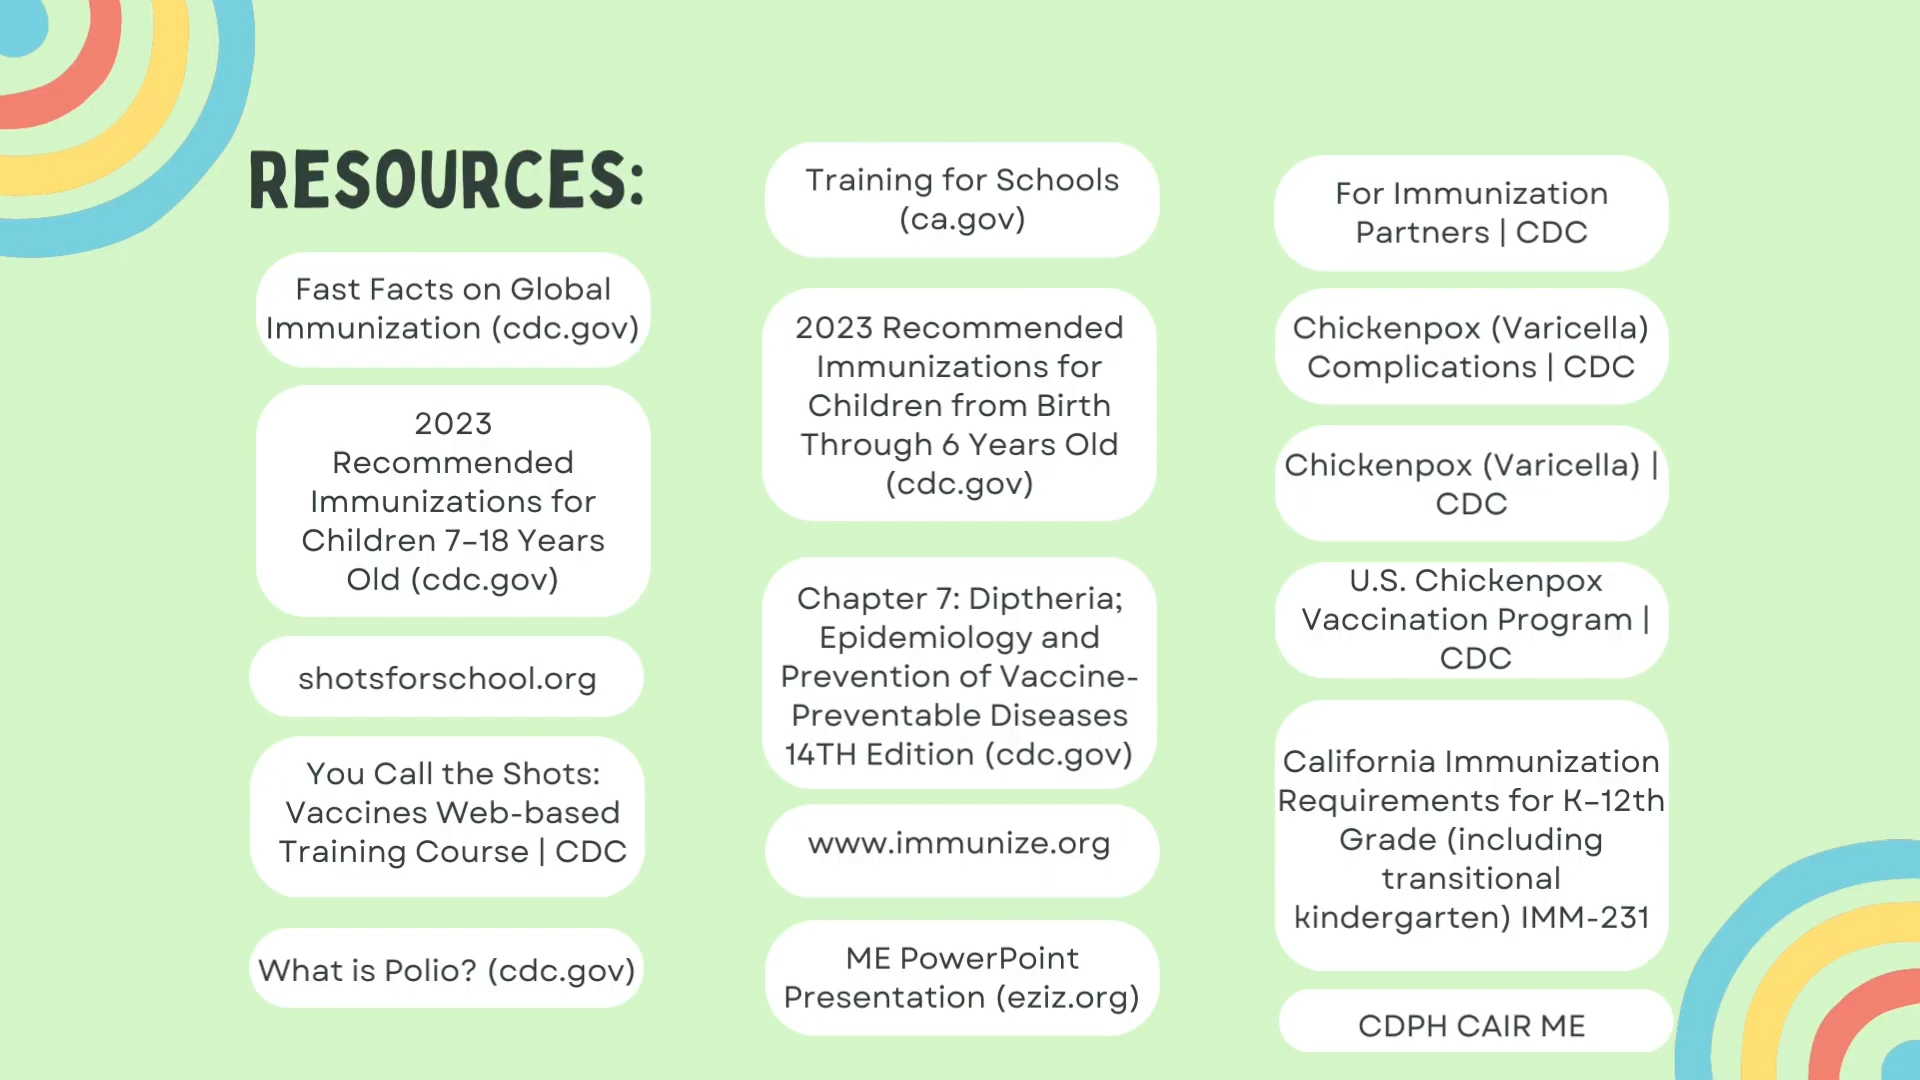 RESOURCES:
Fast Facts on Global
Immunization (cdc.gov)
2023
Recommended
Immunizations for
Children 7–18 Years
Old (cdc.gov)
shotsforschool.org
You Call the Shots:
Vaccines Web-based
Training Course | CDC
What is Polio? (cdc.gov)
Training for Schools
(ca.gov)
2023 Recommended
Immunizations for
Children from Birth
Through 6 Years Old
(cdc.gov)
Chapter 7: Diptheria;
Epidemiology and
Prevention of Vaccine-
Preventable Diseases
14TH Edition (cdc.gov)
www.immunize.org
ME PowerPoint
Presentation (eziz.org)
For Immunization
Partners | CDC
Chickenpox (Varicella)
Complications | CDC
Chickenpox (Varicella) |
CDC
U.S. Chickenpox
Vaccination Program |
CDC
California Immunization
Requirements for K–12th
Grade (including
transitional
kindergarten) IMM-231
CDPH CAIR ME